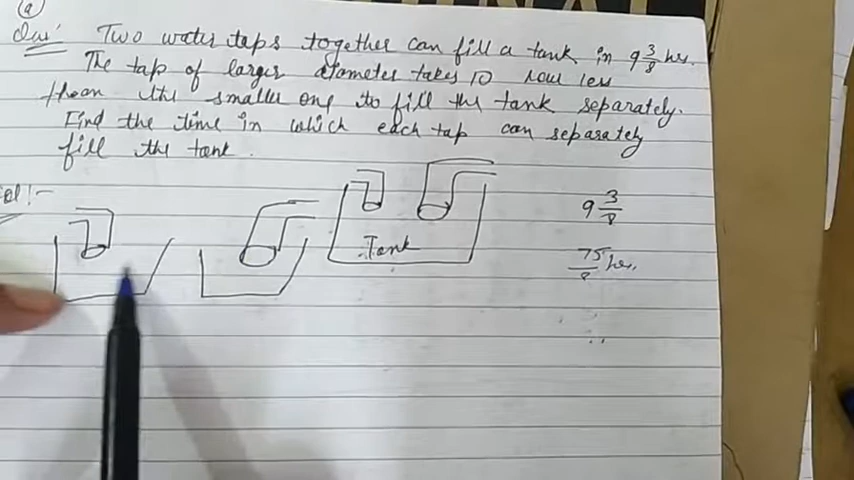 (a)
Que! Two water taps together can fill a tank in 9 3/8 hrs.
The tap of larger diameter takes 10 hour less
than the smaller one to fill the tank separately.
Find the time in which each tap can separately
fill the tank.
Sol!-
Tank
9 3/8
75/8 hrs.